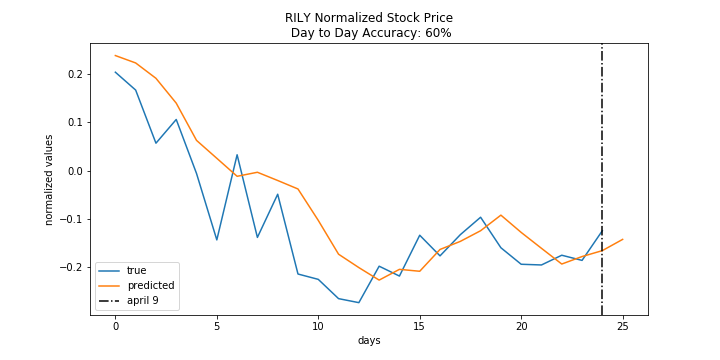 RILY Normalized Stock Price
Day to Day Accuracy: 60%
normalized values
0.2
0.1
0.0
−0.1
−0.2
true
predicted
april 9
0
5
10
15
20
25
days